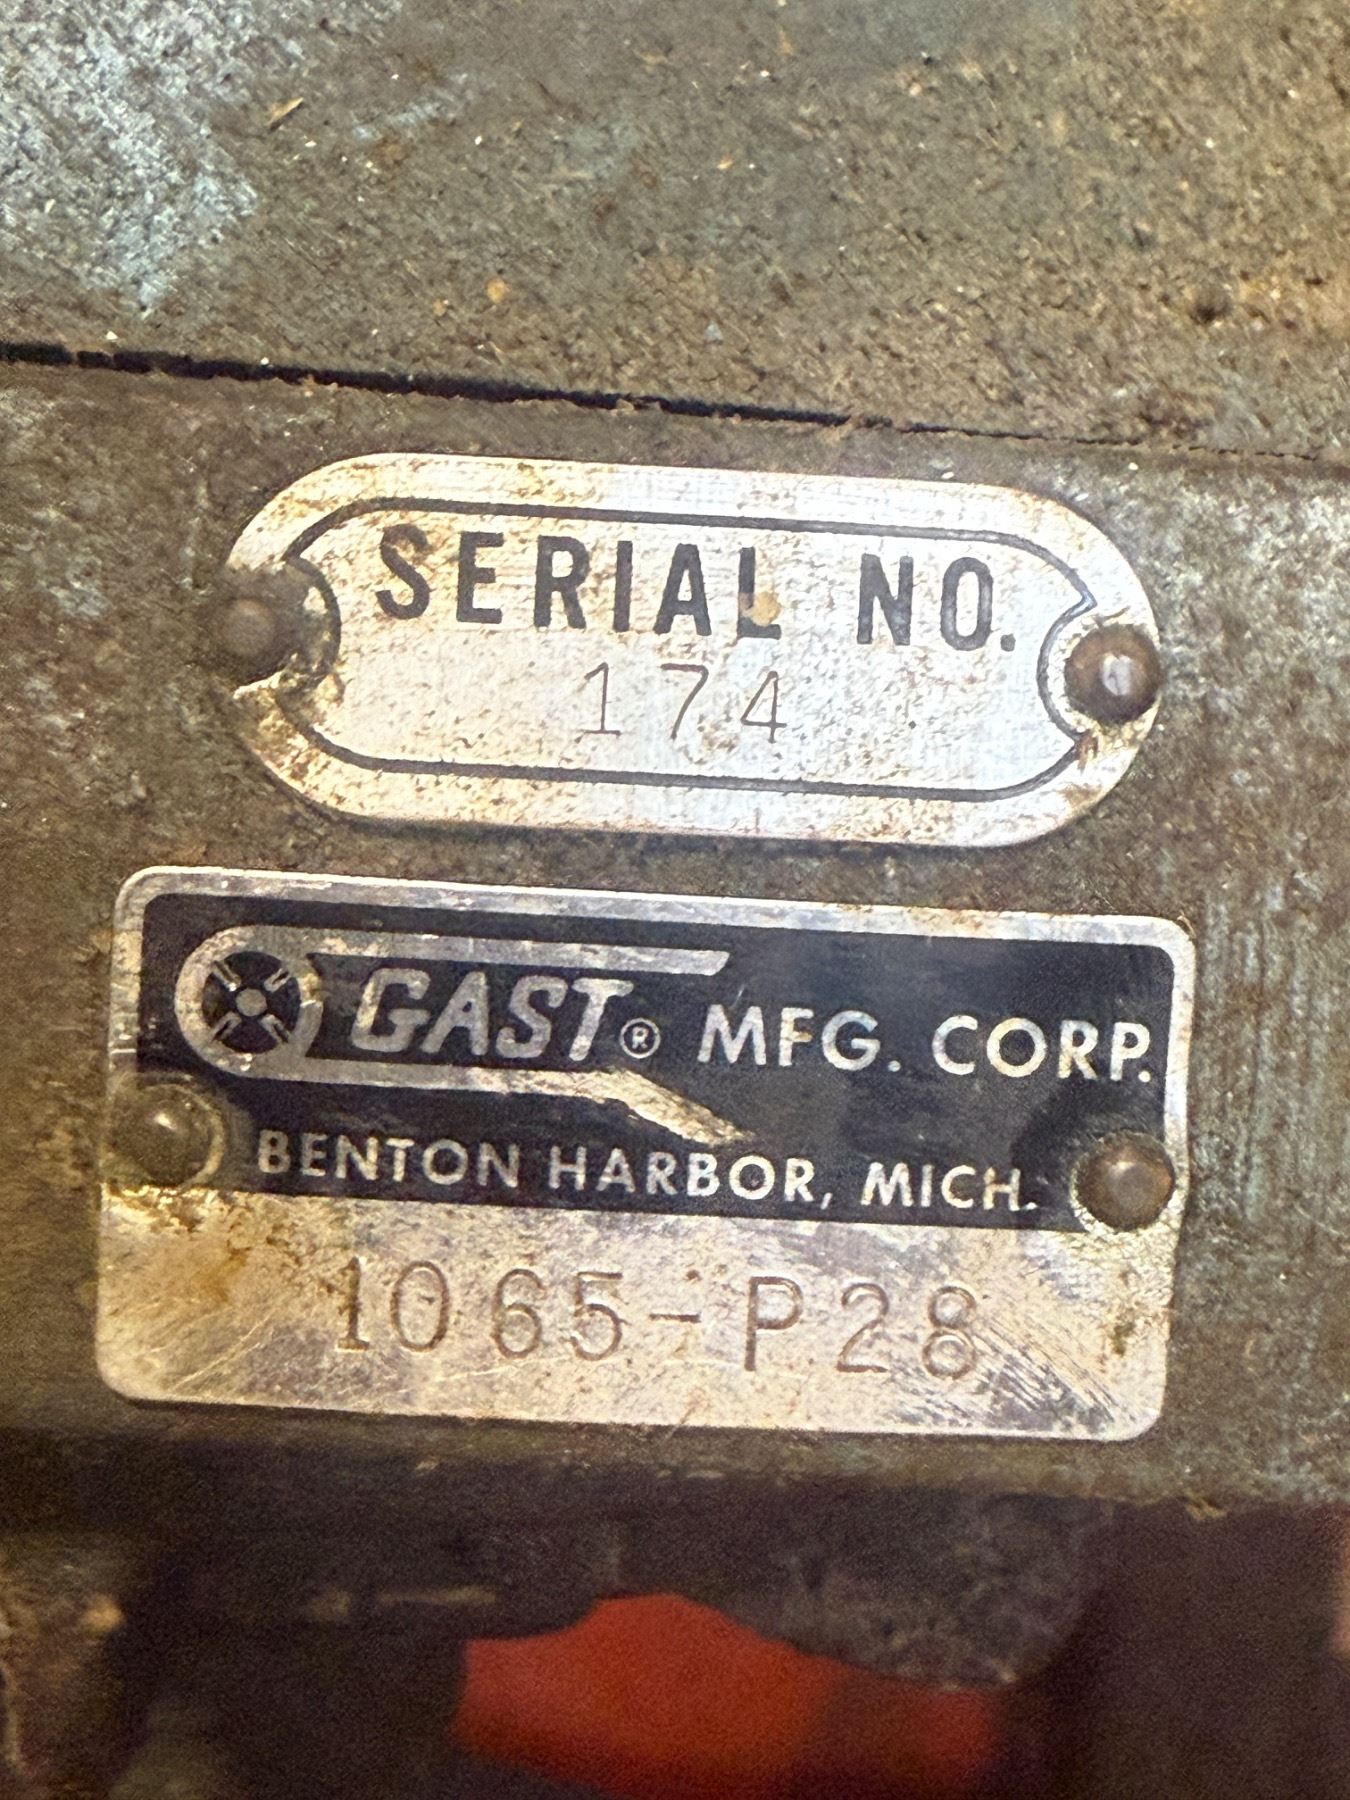 SERIAL NO.
174
GAST® MFG. CORP.
BENTON HARBOR, MICH.
1065-P28